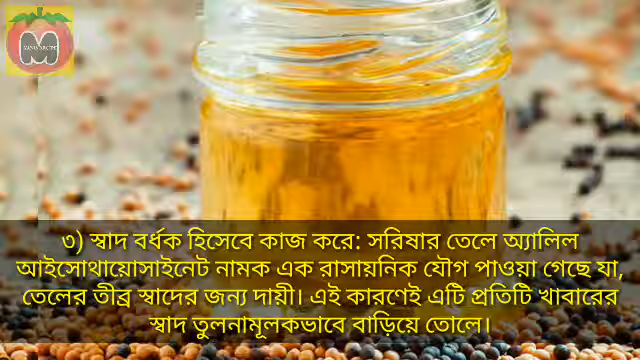 M
৩) স্বাদ বর্ধক হিসেবে কাজ করে: সরিষার তেলে অ্যালিল
আইসোথায়োসাইনেট নামক এক রাসায়নিক যৌগ পাওয়া গেছে যা,
তেলের তীব্র স্বাদের জন্য দায়ী। এই কারণেই এটি প্রতিটি খাবারের
স্বাদ তুলনামূলকভাবে বাড়িয়ে তোলে।